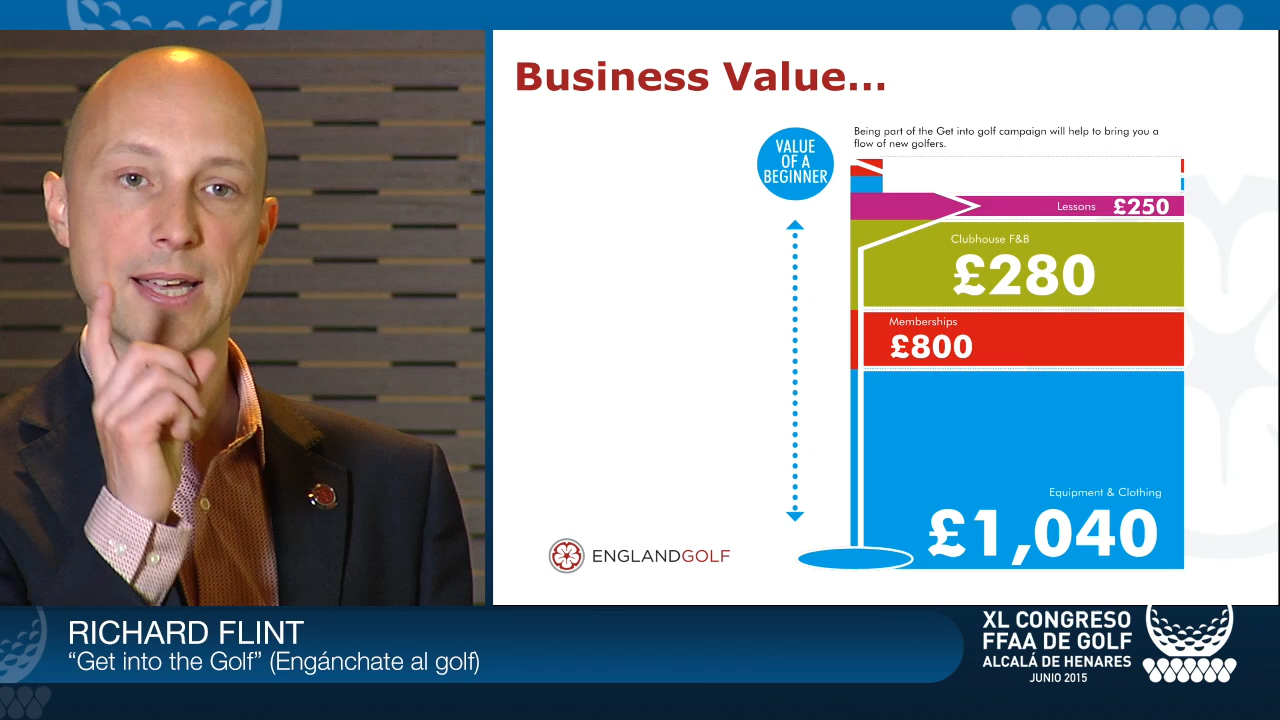 Business Value...
Being part of the Get into golf campaign will help to bring you a
flow of new golfers.
VALUE
OF A
BEGINNER
Lessons £250
Clubhouse F&B
£280
Memberships
£800
Equipment & Clothing
£1,040
ENGLANDGOLF
RICHARD FLINT
“Get into the Golf” (Engánchate al golf)
XL CONGRESO
FFAA DE GOLF
ALCALÁ DE HENARES
JUNIO 2015